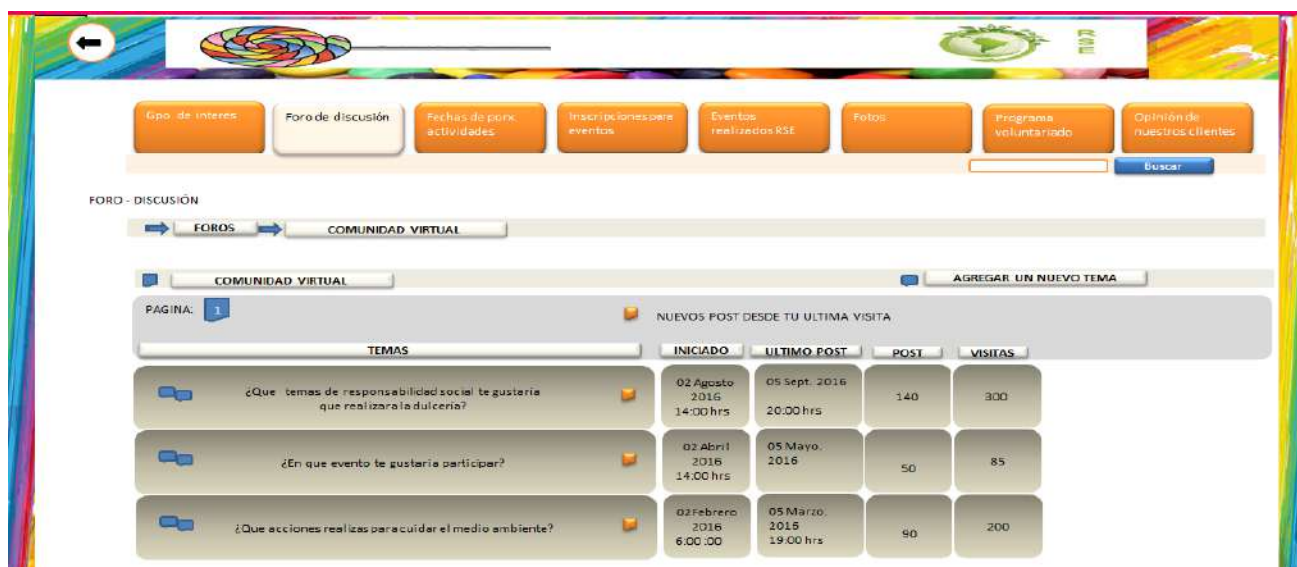 RSE
Gpo. de interes
Foro de discusión
Fechas de porx.
actividades
Inscripciones para
eventos
Eventos
realizados RSE
Fotos
Programa
voluntariado
Opinión de
nuestros clientes
Buscar
FORO - DISCUSIÓN
FOROS
COMUNIDAD VIRTUAL
COMUNIDAD VIRTUAL
AGREGAR UN NUEVO TEMA
PAGINA: 1
NUEVOS POST DESDE TU ULTIMA VISITA
TEMAS INICIADO ULTIMO POST POST VISITAS
¿Que temas de responsabilidad social te gustaría
que realizara la dulcería?
02 Agosto
2016
14:00 hrs
05 Sept. 2016
20:00 hrs
140
300
¿En que evento te gustaría participar?
02 Abril
2016
14:00 hrs
05 Mayo.
2016
50
85
¿Que acciones realizas para cuidar el medio ambiente?
02 Febrero
2016
6:00 :00
05 Marzo.
2016
19:00 hrs
90
200